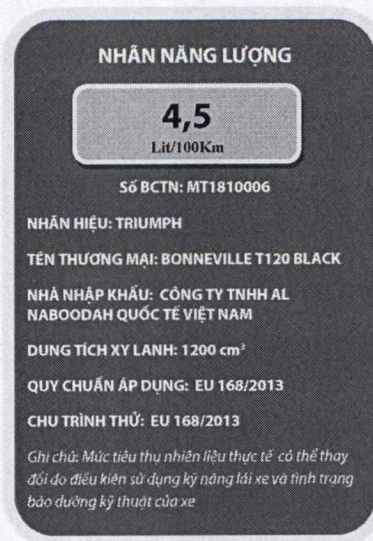 NHÃN NĂNG LƯỢNG
4,5
Lit/100Km
Số BCTN: MT1810006
NHÃN HIỆU: TRIUMPH
TÊN THƯƠNG MẠI: BONNEVILLE T120 BLACK
NHÀ NHẬP KHẨU: CÔNG TY TNHH AL
NABOODAH QUỐC TẾ VIỆT NAM
DUNG TÍCH XY LANH: 1200 cm³
QUY CHUẨN ÁP DỤNG: EU 168/2013
CHU TRÌNH THỬ: EU 168/2013
Ghi chú: Mức tiêu thụ nhiên liệu thực tế có thể thay
đổi do điều kiện sử dụng kỹ năng lái xe và tình trạng
bảo dưỡng kỹ thuật của xe